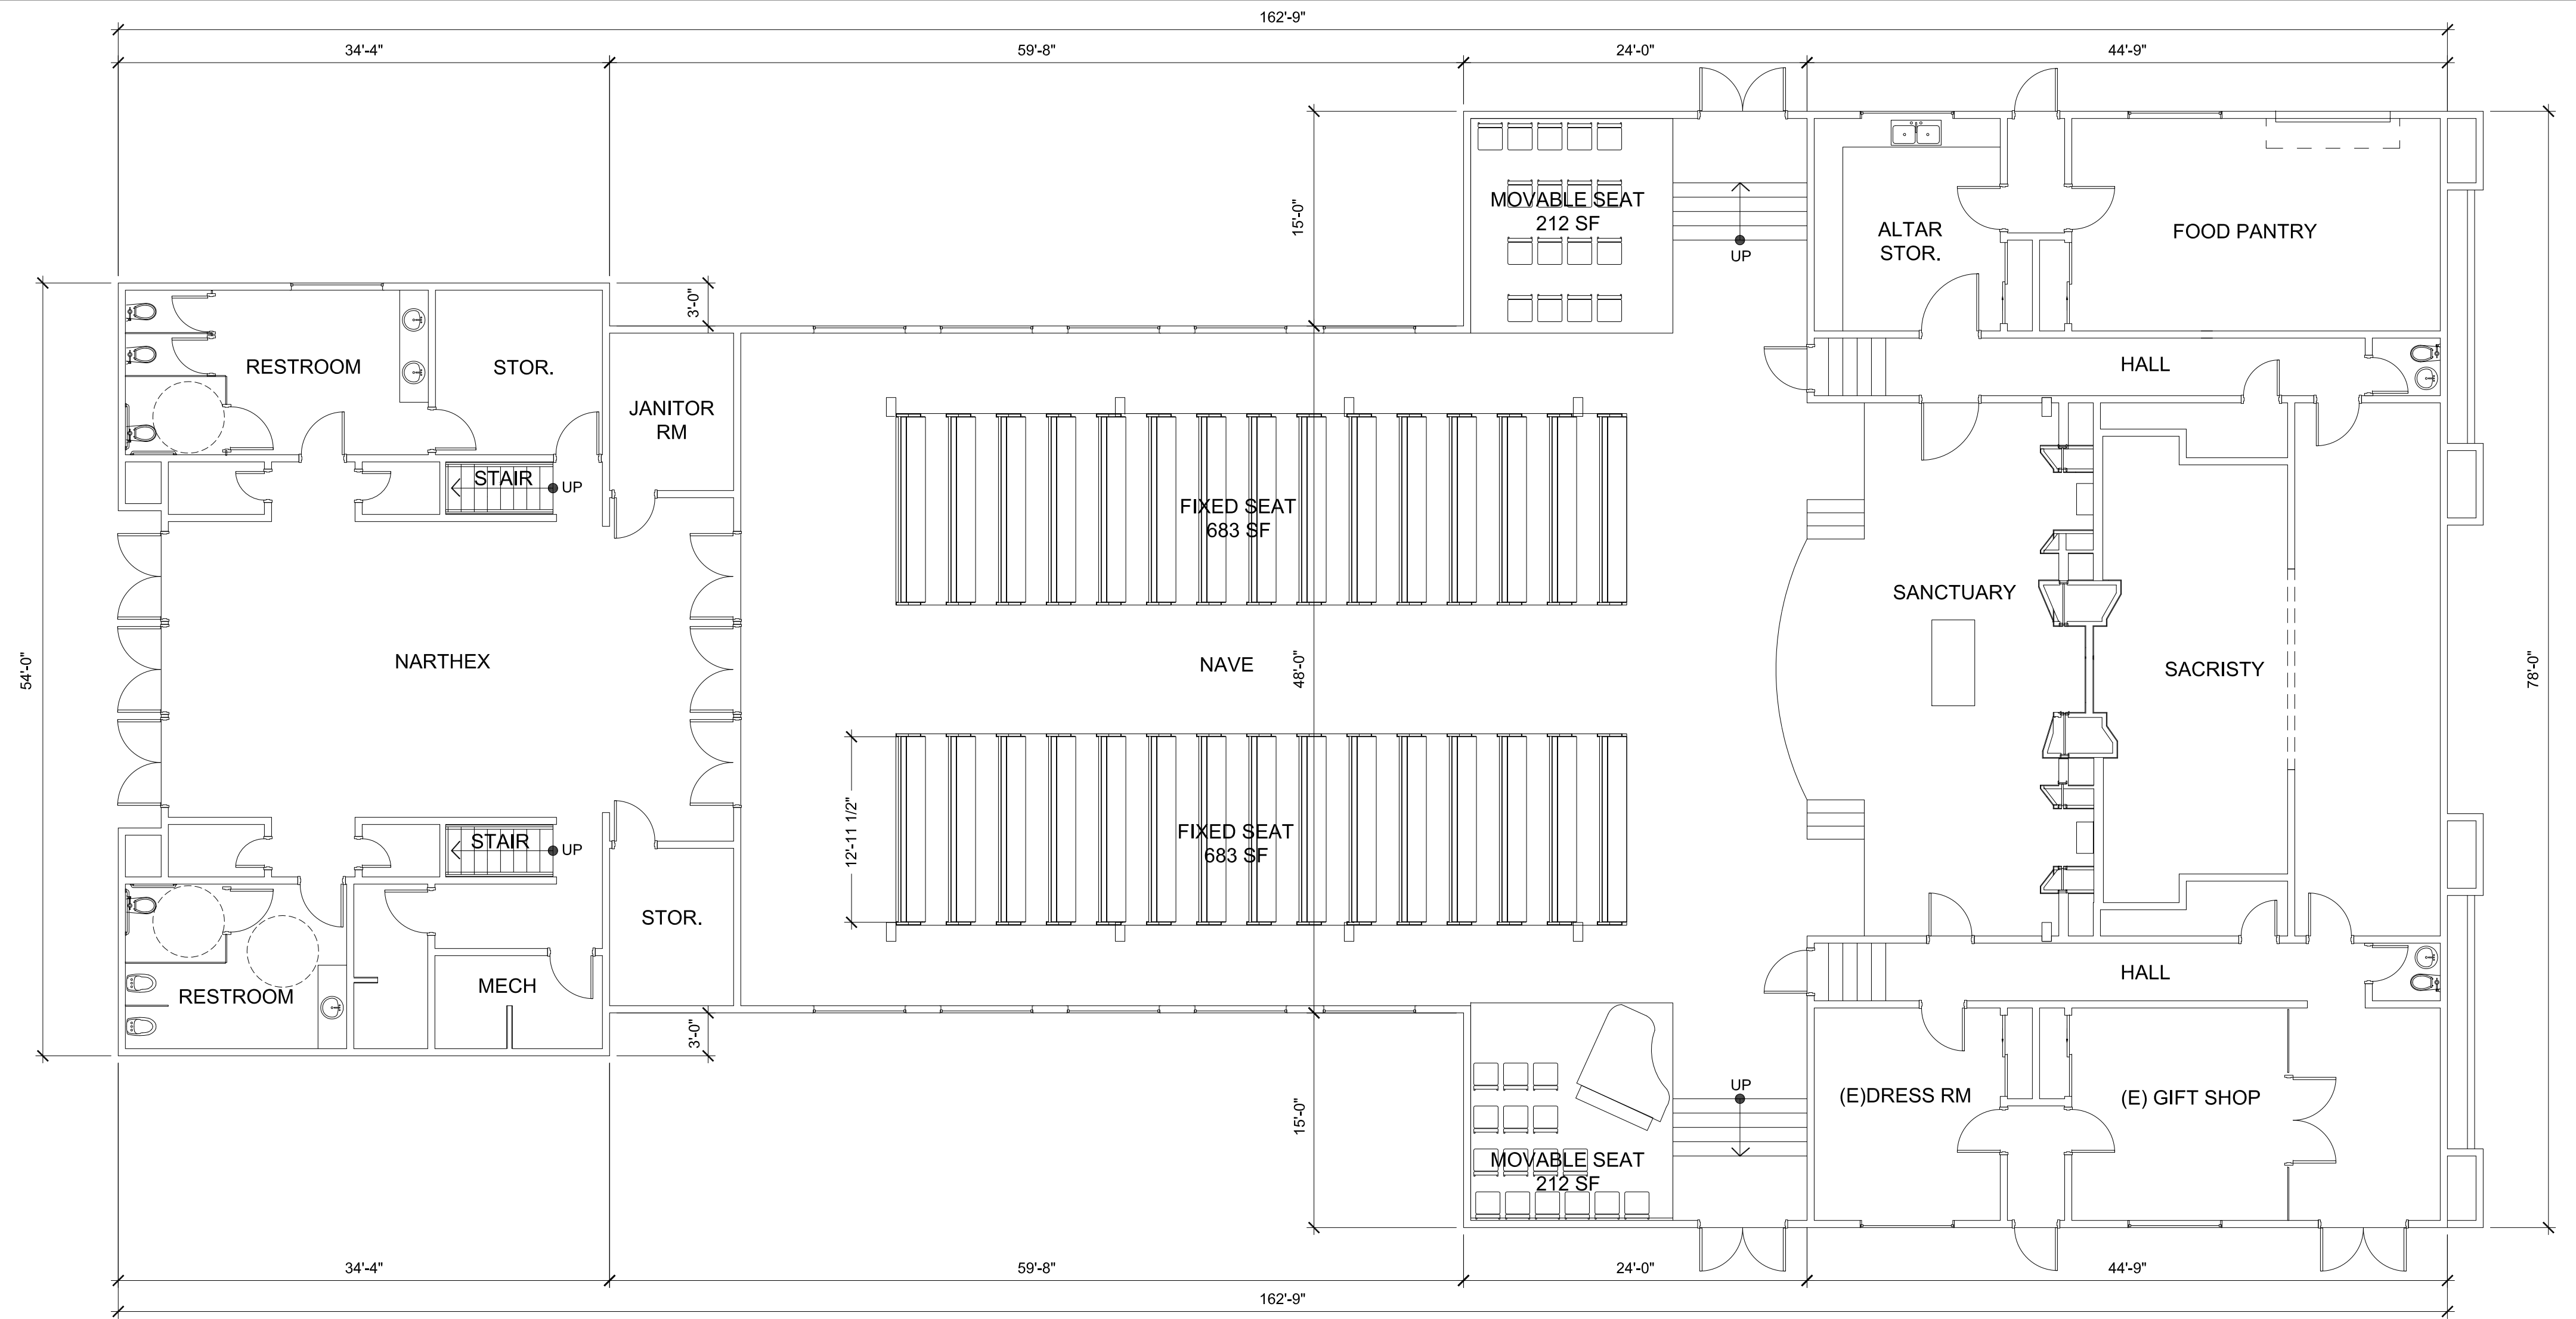 162'-9"
34'-4"
59'-8"
24'-0"
44'-9"
15'-0"
MOVABLE SEAT
212 SF
UP
ALTAR
STOR.
FOOD PANTRY
3'-0"
RESTROOM
STOR.
JANITOR
RM
HALL
STAIR
UP
FIXED SEAT
683 SF
SANCTUARY
54'-0"
NARTHEX
NAVE
48'-0"
SACRISTY
78'-0"
12'-11 1/2"
FIXED SEAT
683 SF
STAIR
UP
STOR.
HALL
RESTROOM
MECH
3'-0"
15'-0"
UP
(E)DRESS RM
(E) GIFT SHOP
MOVABLE SEAT
212 SF
34'-4"
59'-8"
24'-0"
44'-9"
162'-9"